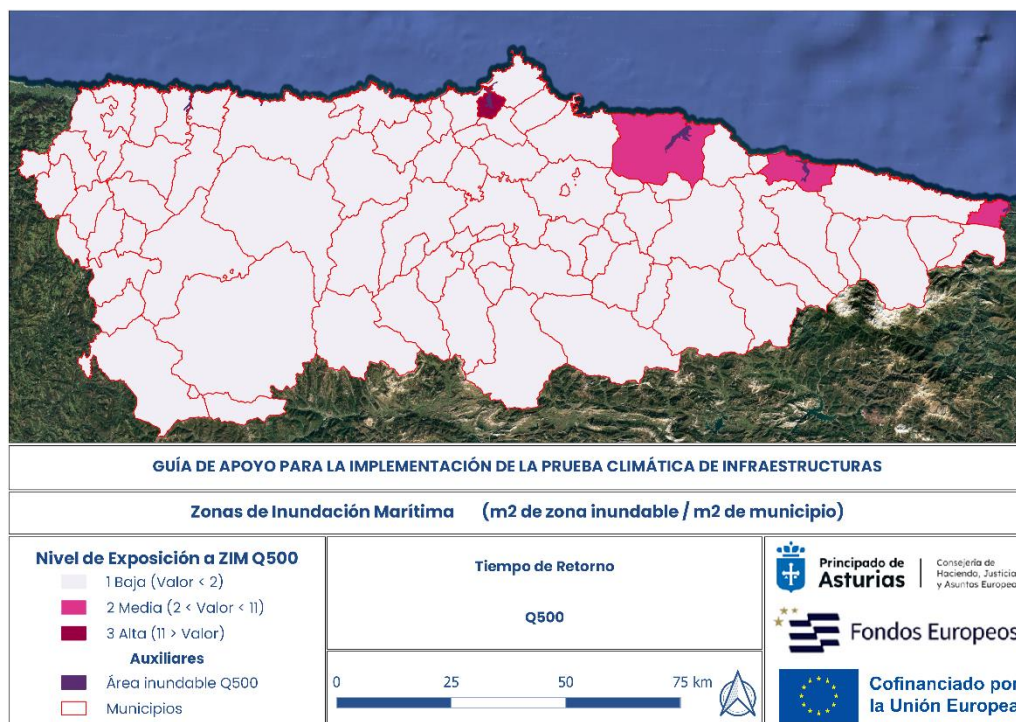 GUÍA DE APOYO PARA LA IMPLEMENTACIÓN DE LA PRUEBA CLIMÁTICA DE INFRAESTRUCTURAS
Zonas de Inundación Marítima (m2 de zona inundable / m2 de municipio)
Nivel de Exposición a ZIM Q500
1 Baja (Valor < 2)
2 Media (2 < Valor < 11)
3 Alta (11 > Valor)
Auxiliares
Área inundable Q500
Municipios
Tiempo de Retorno
Q500
0 25 50 75 km
Principado de
Asturias
Consejería de
Hacienda, Justicia
y Asuntos Europeo
Fondos Europeos
Cofinanciado por
la Unión Europea